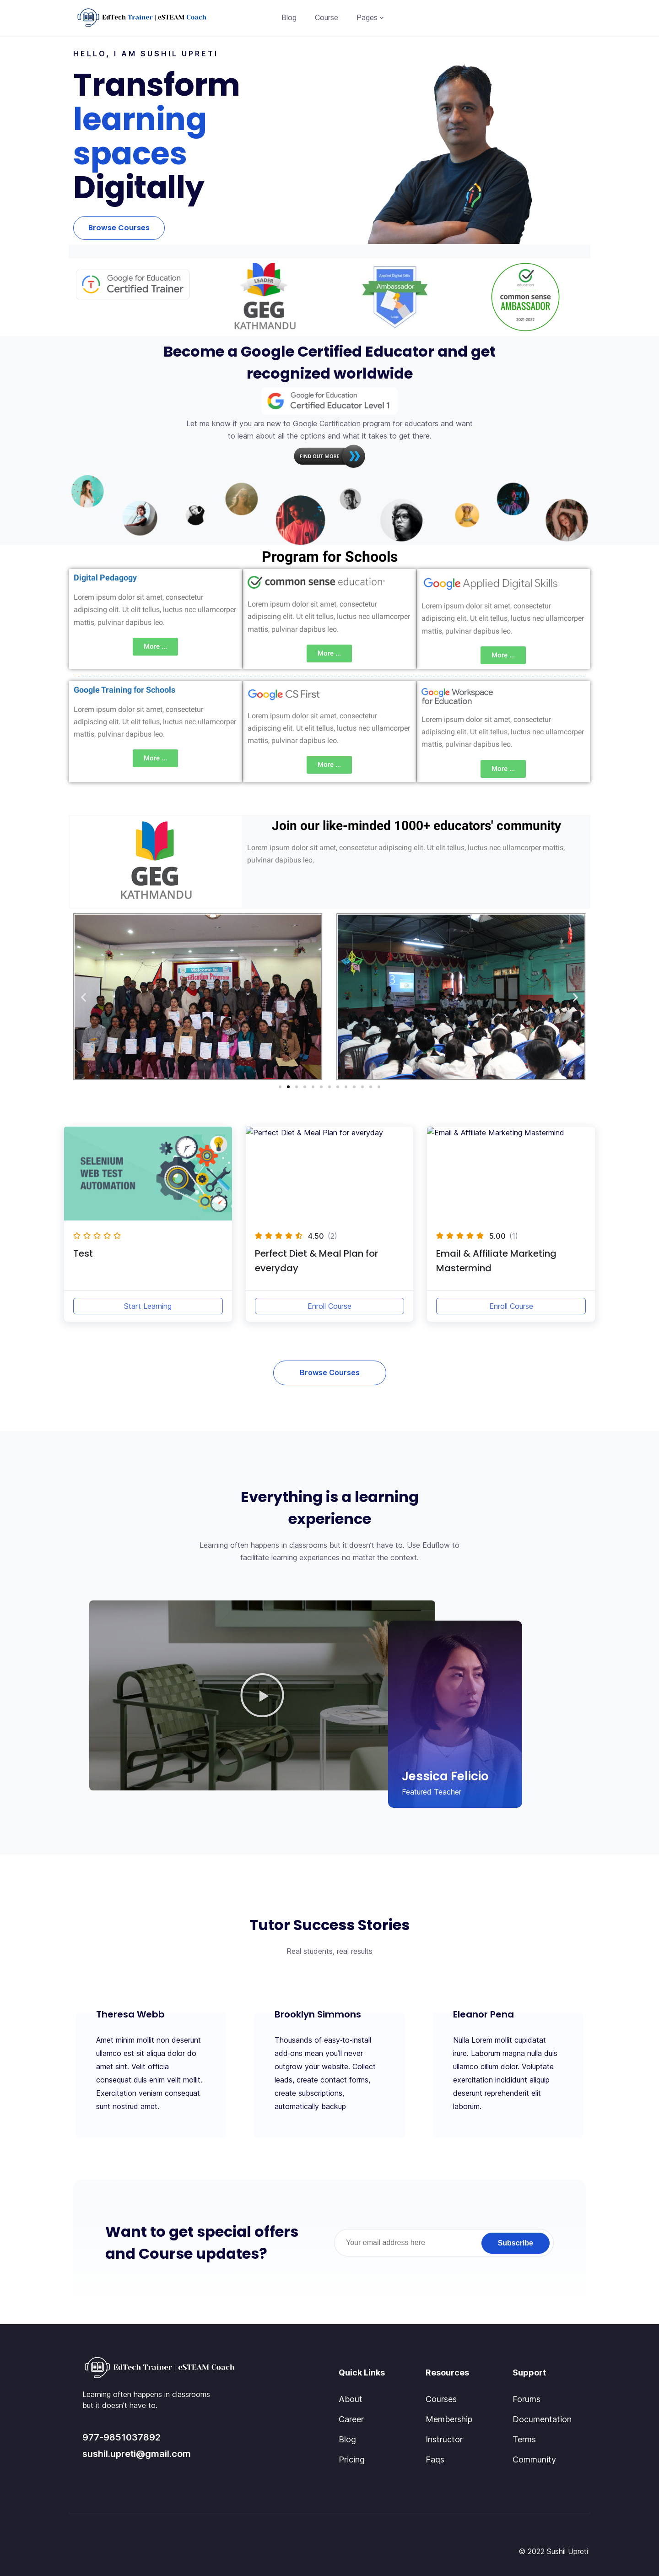 EdTech Trainer | eSTEAM Coach
Blog
Course
Pages
HELLO, I AM SUSHIL UPRETI
Transform
learning
spaces
Digitally
Browse Courses
Google for Education
Certified Trainer
LEADER
GEG
KATHMANDU
Applied Digital Skills
Ambassador
Google
common sense
AMBASSADOR
2021-2022
Become a Google Certified Educator and get
recognized worldwide
Google for Education
Certified Educator Level 1
Let me know if you are new to Google Certification program for educators and want
to learn about all the options and what it takes to get there.
FIND OUT MORE
Program for Schools
Digital Pedagogy
Lorem ipsum dolor sit amet, consectetur
adipiscing elit. Ut elit tellus, luctus nec ullamcorper
mattis, pulvinar dapibus leo.
More ...
common sense education
Lorem ipsum dolor sit amet, consectetur
adipiscing elit. Ut elit tellus, luctus nec ullamcorper
mattis, pulvinar dapibus leo.
More ...
Google Applied Digital Skills
Lorem ipsum dolor sit amet, consectetur
adipiscing elit. Ut elit tellus, luctus nec ullamcorper
mattis, pulvinar dapibus leo.
More ...
Google Training for Schools
Lorem ipsum dolor sit amet, consectetur
adipiscing elit. Ut elit tellus, luctus nec ullamcorper
mattis, pulvinar dapibus leo.
More ...
Google CS First
Lorem ipsum dolor sit amet, consectetur
adipiscing elit. Ut elit tellus, luctus nec ullamcorper
mattis, pulvinar dapibus leo.
More ...
Google Workspace
for Education
Lorem ipsum dolor sit amet, consectetur
adipiscing elit. Ut elit tellus, luctus nec ullamcorper
mattis, pulvinar dapibus leo.
More ...
GEG
KATHMANDU
Join our like-minded 1000+ educators' community
Lorem ipsum dolor sit amet, consectetur adipiscing elit. Ut elit tellus, luctus nec ullamcorper mattis,
pulvinar dapibus leo.
Welcome to
SELENIUM
WEB TEST
AUTOMATION
Test
Start Learning
Perfect Diet & Meal Plan for everyday
4.50 (2)
Perfect Diet & Meal Plan for
everyday
Enroll Course
Email & Affiliate Marketing Mastermind
5.00 (1)
Email & Affiliate Marketing
Mastermind
Enroll Course
Browse Courses
Everything is a learning
experience
Learning often happens in classrooms but it doesn't have to. Use Eduflow to
facilitate learning experiences no matter the context.
Jessica Felicio
Featured Teacher
Tutor Success Stories
Real students, real results
Theresa Webb
Amet minim mollit non deserunt
ullamco est sit aliqua dolor do
amet sint. Velit officia
consequat duis enim velit mollit.
Exercitation veniam consequat
sunt nostrud amet.
Brooklyn Simmons
Thousands of easy-to-install
add-ons mean you'll never
outgrow your website. Collect
leads, create contact forms,
create subscriptions,
automatically backup
Eleanor Pena
Nulla Lorem mollit cupidatat
irure. Laborum magna nulla duis
ullamco cillum dolor. Voluptate
exercitation incididunt aliquip
deserunt reprehenderit elit
laborum.
Want to get special offers
and Course updates?
Your email address here
Subscribe
EdTech Trainer | eSTEAM Coach
Learning often happens in classrooms
but it doesn't have to.
977-9851037892
sushil.upreti@gmail.com
Quick Links
About
Career
Blog
Pricing
Resources
Courses
Membership
Instructor
Faqs
Support
Forums
Documentation
Terms
Community
© 2022 Sushil Upreti